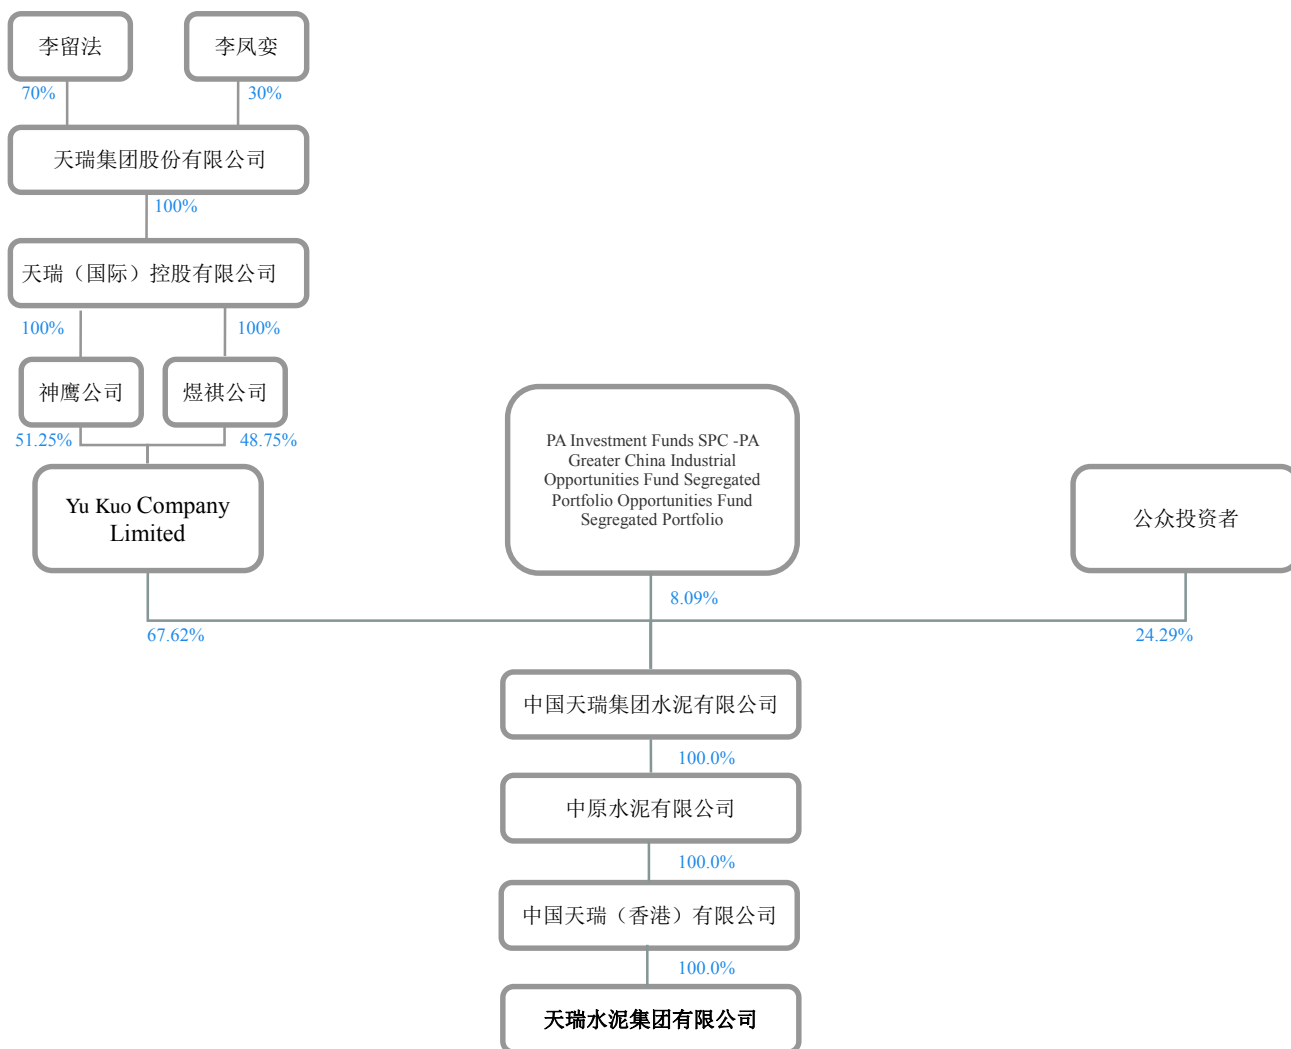 李留法
李凤娈
70%
30%
天瑞集团股份有限公司
100%
天瑞（国际）控股有限公司
100%
100%
神鹰公司
煜祺公司
51.25%
48.75%
Yu Kuo Company
Limited
PA Investment Funds SPC -PA
Greater China Industrial
Opportunities Fund Segregated
Portfolio Opportunities Fund
Segregated Portfolio
公众投资者
8.09%
67.62%
24.29%
中国天瑞集团水泥有限公司
100.0%
中原水泥有限公司
100.0%
中国天瑞（香港）有限公司
100.0%
天瑞水泥集团有限公司